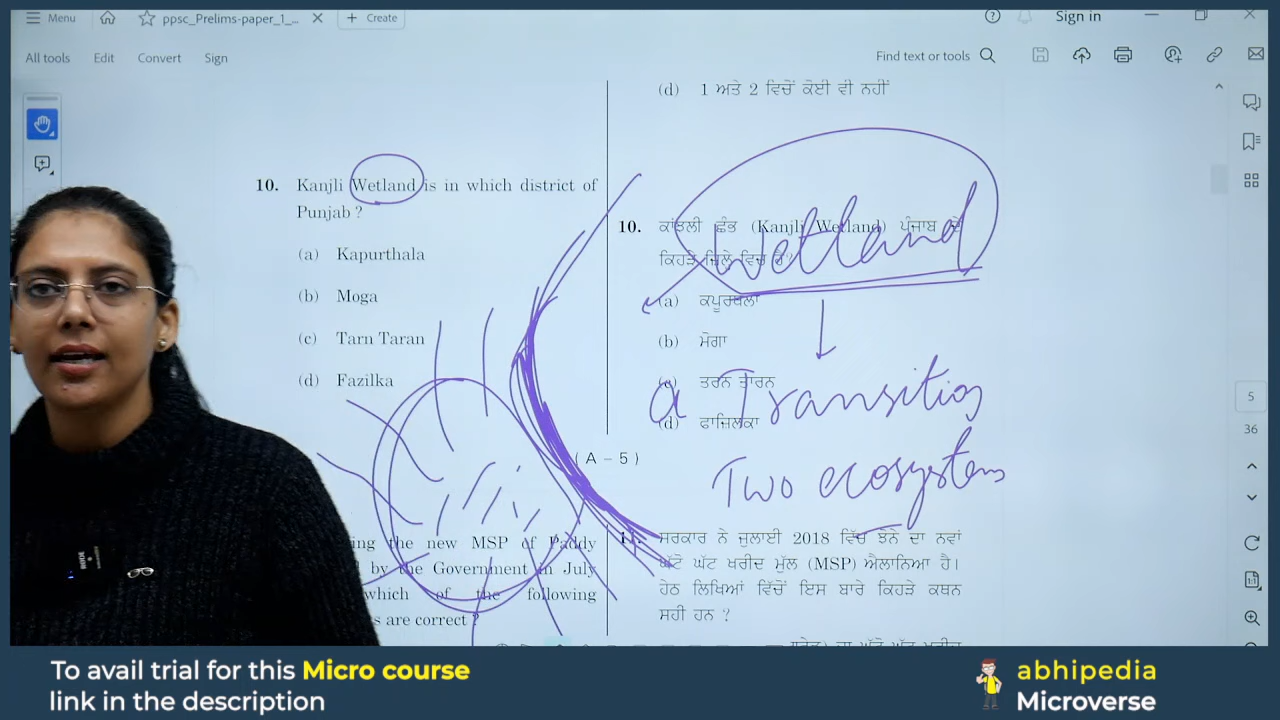 Menu
ppsc_Prelims-paper_1_...
Create
Sign in
All tools
Edit
Convert
Sign
Find text or tools
(d) 1 ਅਤੇ 2 ਵਿਚੋਂ ਕੋਈ ਵੀ ਨਹੀਂ
10. Kanjli Wetland is in which district of
Punjab ?
(a) Kapurthala
(b) Moga
(c) Tarn Taran
(d) Fazilka
10. ਕਾਂਜਲੀ ਛੰਭ (Kanjli Wetland) ਪੰਜਾਬ ਦੇ
ਕਿਹੜੇ ਜ਼ਿਲੇ ਵਿਚ ਹੈ?
(a) ਕਪੂਰਥਲਾ
(b) ਮੋਗਾ
(c) ਤਰਨ ਤਾਰਨ
(d) ਫਾਜ਼ਿਲਕਾ
Wetland
a Transition
Two ecosystems
( A – 5 )
5
36
ing the new MSP of Paddy
by the Government in July
which of the following
s are correct ?
11. ਸਰਕਾਰ ਨੇ ਜੁਲਾਈ 2018 ਵਿੱਚ ਝੋਨੇ ਦਾ ਨਵਾਂ
ਘੱਟੋ ਘੱਟ ਖਰੀਦ ਮੁੱਲ (MSP) ਐਲਾਨਿਆ ਹੈ।
ਹੇਠ ਲਿਖਿਆਂ ਵਿੱਚੋਂ ਇਸ ਬਾਰੇ ਕਿਹੜੇ ਕਥਨ
ਸਹੀ ਹਨ ?
To avail trial for this Micro course
link in the description
abhipedia
Microverse